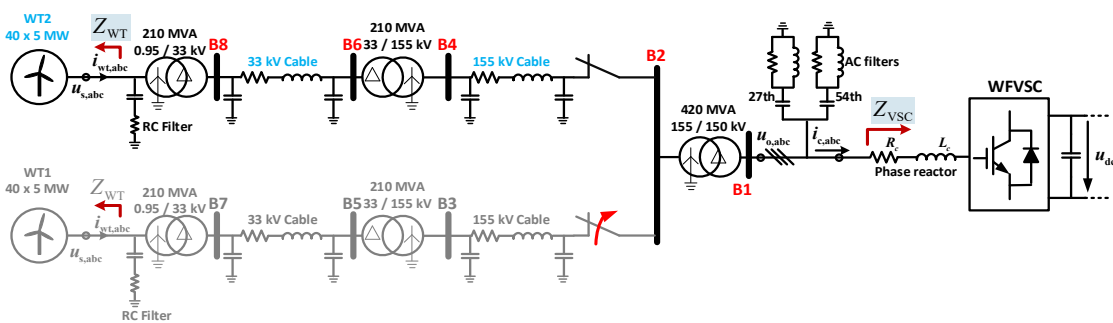 WT2
40 x 5 MW
Z_WT
i_wt,abc
u_s,abc
210 MVA
0.95 / 33 kV
B8
RC Filter
33 kV Cable
B6
210 MVA
33 / 155 kV
B4
155 kV Cable
B2
420 MVA
155 / 150 kV
B1
AC filters
27th
54th
u_o,abc
i_c,abc
Z_VSC
R_c
L_c
Phase reactor
WFVSC
u_dc
WT1
40 x 5 MW
Z_WT
i_wt,abc
u_s,abc
210 MVA
0.95 / 33 kV
B7
RC Filter
33 kV Cable
B5
210 MVA
33 / 155 kV
B3
155 kV Cable